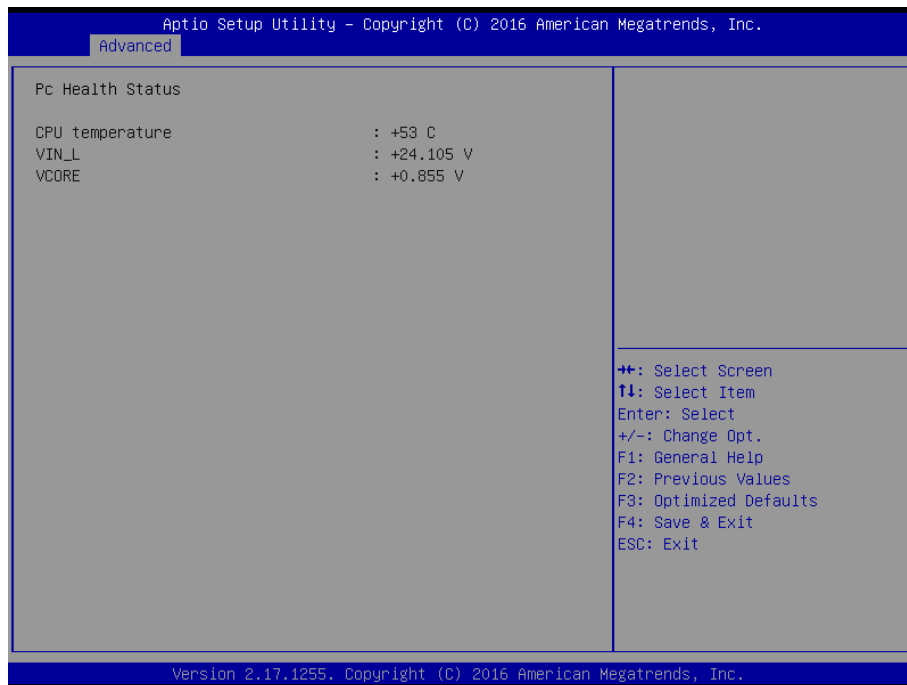 Aptio Setup Utility – Copyright (C) 2016 American Megatrends, Inc.
Advanced
Pc Health Status
CPU temperature : +53 C
VIN_L : +24.105 V
VCORE : +0.855 V
→←: Select Screen
↑↓: Select Item
Enter: Select
+/-: Change Opt.
F1: General Help
F2: Previous Values
F3: Optimized Defaults
F4: Save & Exit
ESC: Exit
Version 2.17.1255. Copyright (C) 2016 American Megatrends, Inc.